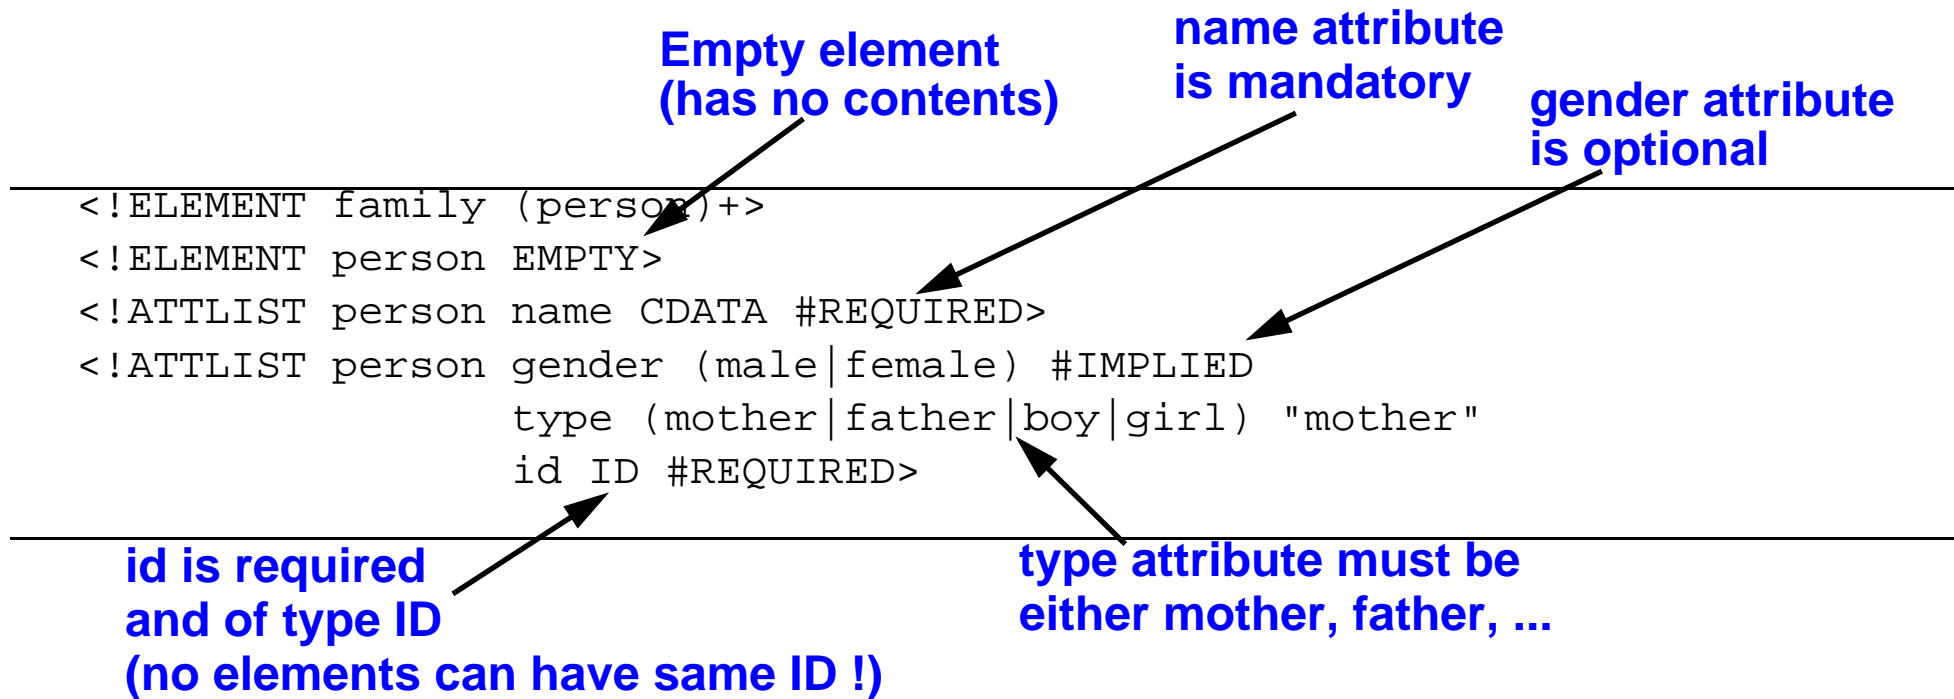 Empty element
(has no contents)
name attribute
is mandatory
gender attribute
is optional
<!ELEMENT family (person)+>
<!ELEMENT person EMPTY>
<!ATTLIST person name CDATA #REQUIRED>
<!ATTLIST person gender (male|female) #IMPLIED
type (mother|father|boy|girl) "mother"
id ID #REQUIRED>
id is required
and of type ID
(no elements can have same ID !)
type attribute must be
either mother, father, ...